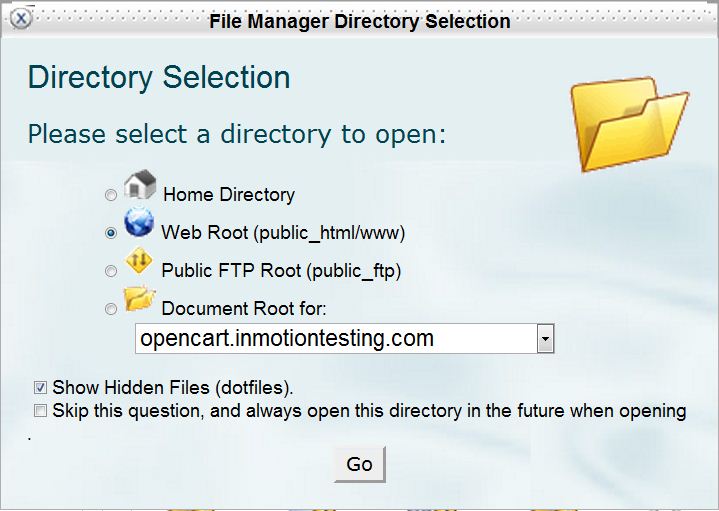 File Manager Directory Selection
Directory Selection
Please select a directory to open:
Home Directory
Web Root (public_html/www)
Public FTP Root (public_ftp)
Document Root for:
opencart.inmotiontesting.com
Show Hidden Files (dotfiles).
Skip this question, and always open this directory in the future when opening
.
Go